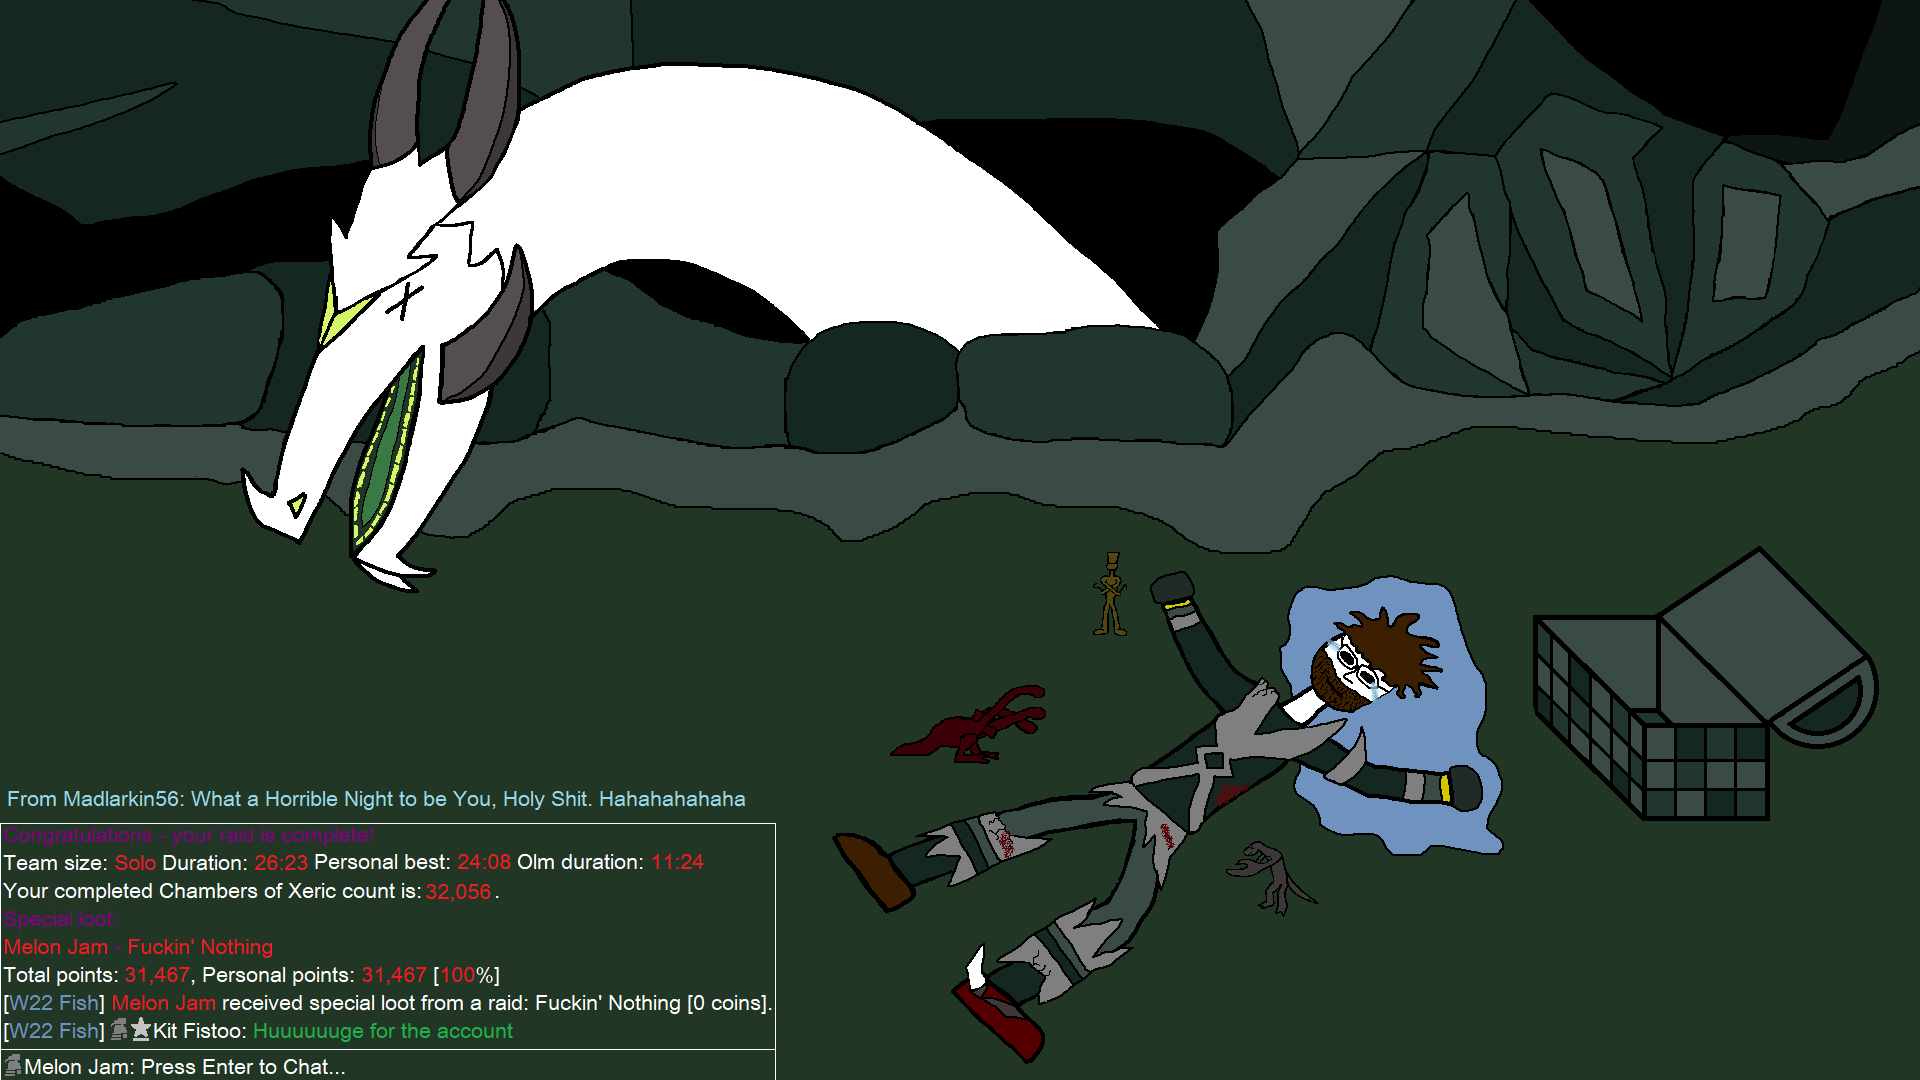 From Madlarkin56: What a Horrible Night to be You, Holy Shit. Hahahahahaha
Congratulations - your raid is complete!
Team size: Solo Duration: 26:23 Personal best: 24:08 Olm duration: 11:24
Your completed Chambers of Xeric count is: 32,056.
Special loot:
Melon Jam - Fuckin' Nothing
Total points: 31,467, Personal points: 31,467 [100%]
[W22 Fish] Melon Jam received special loot from a raid: Fuckin' Nothing [0 coins].
[W22 Fish] Kit Fistoo: Huuuuuuge for the account
Melon Jam: Press Enter to Chat...